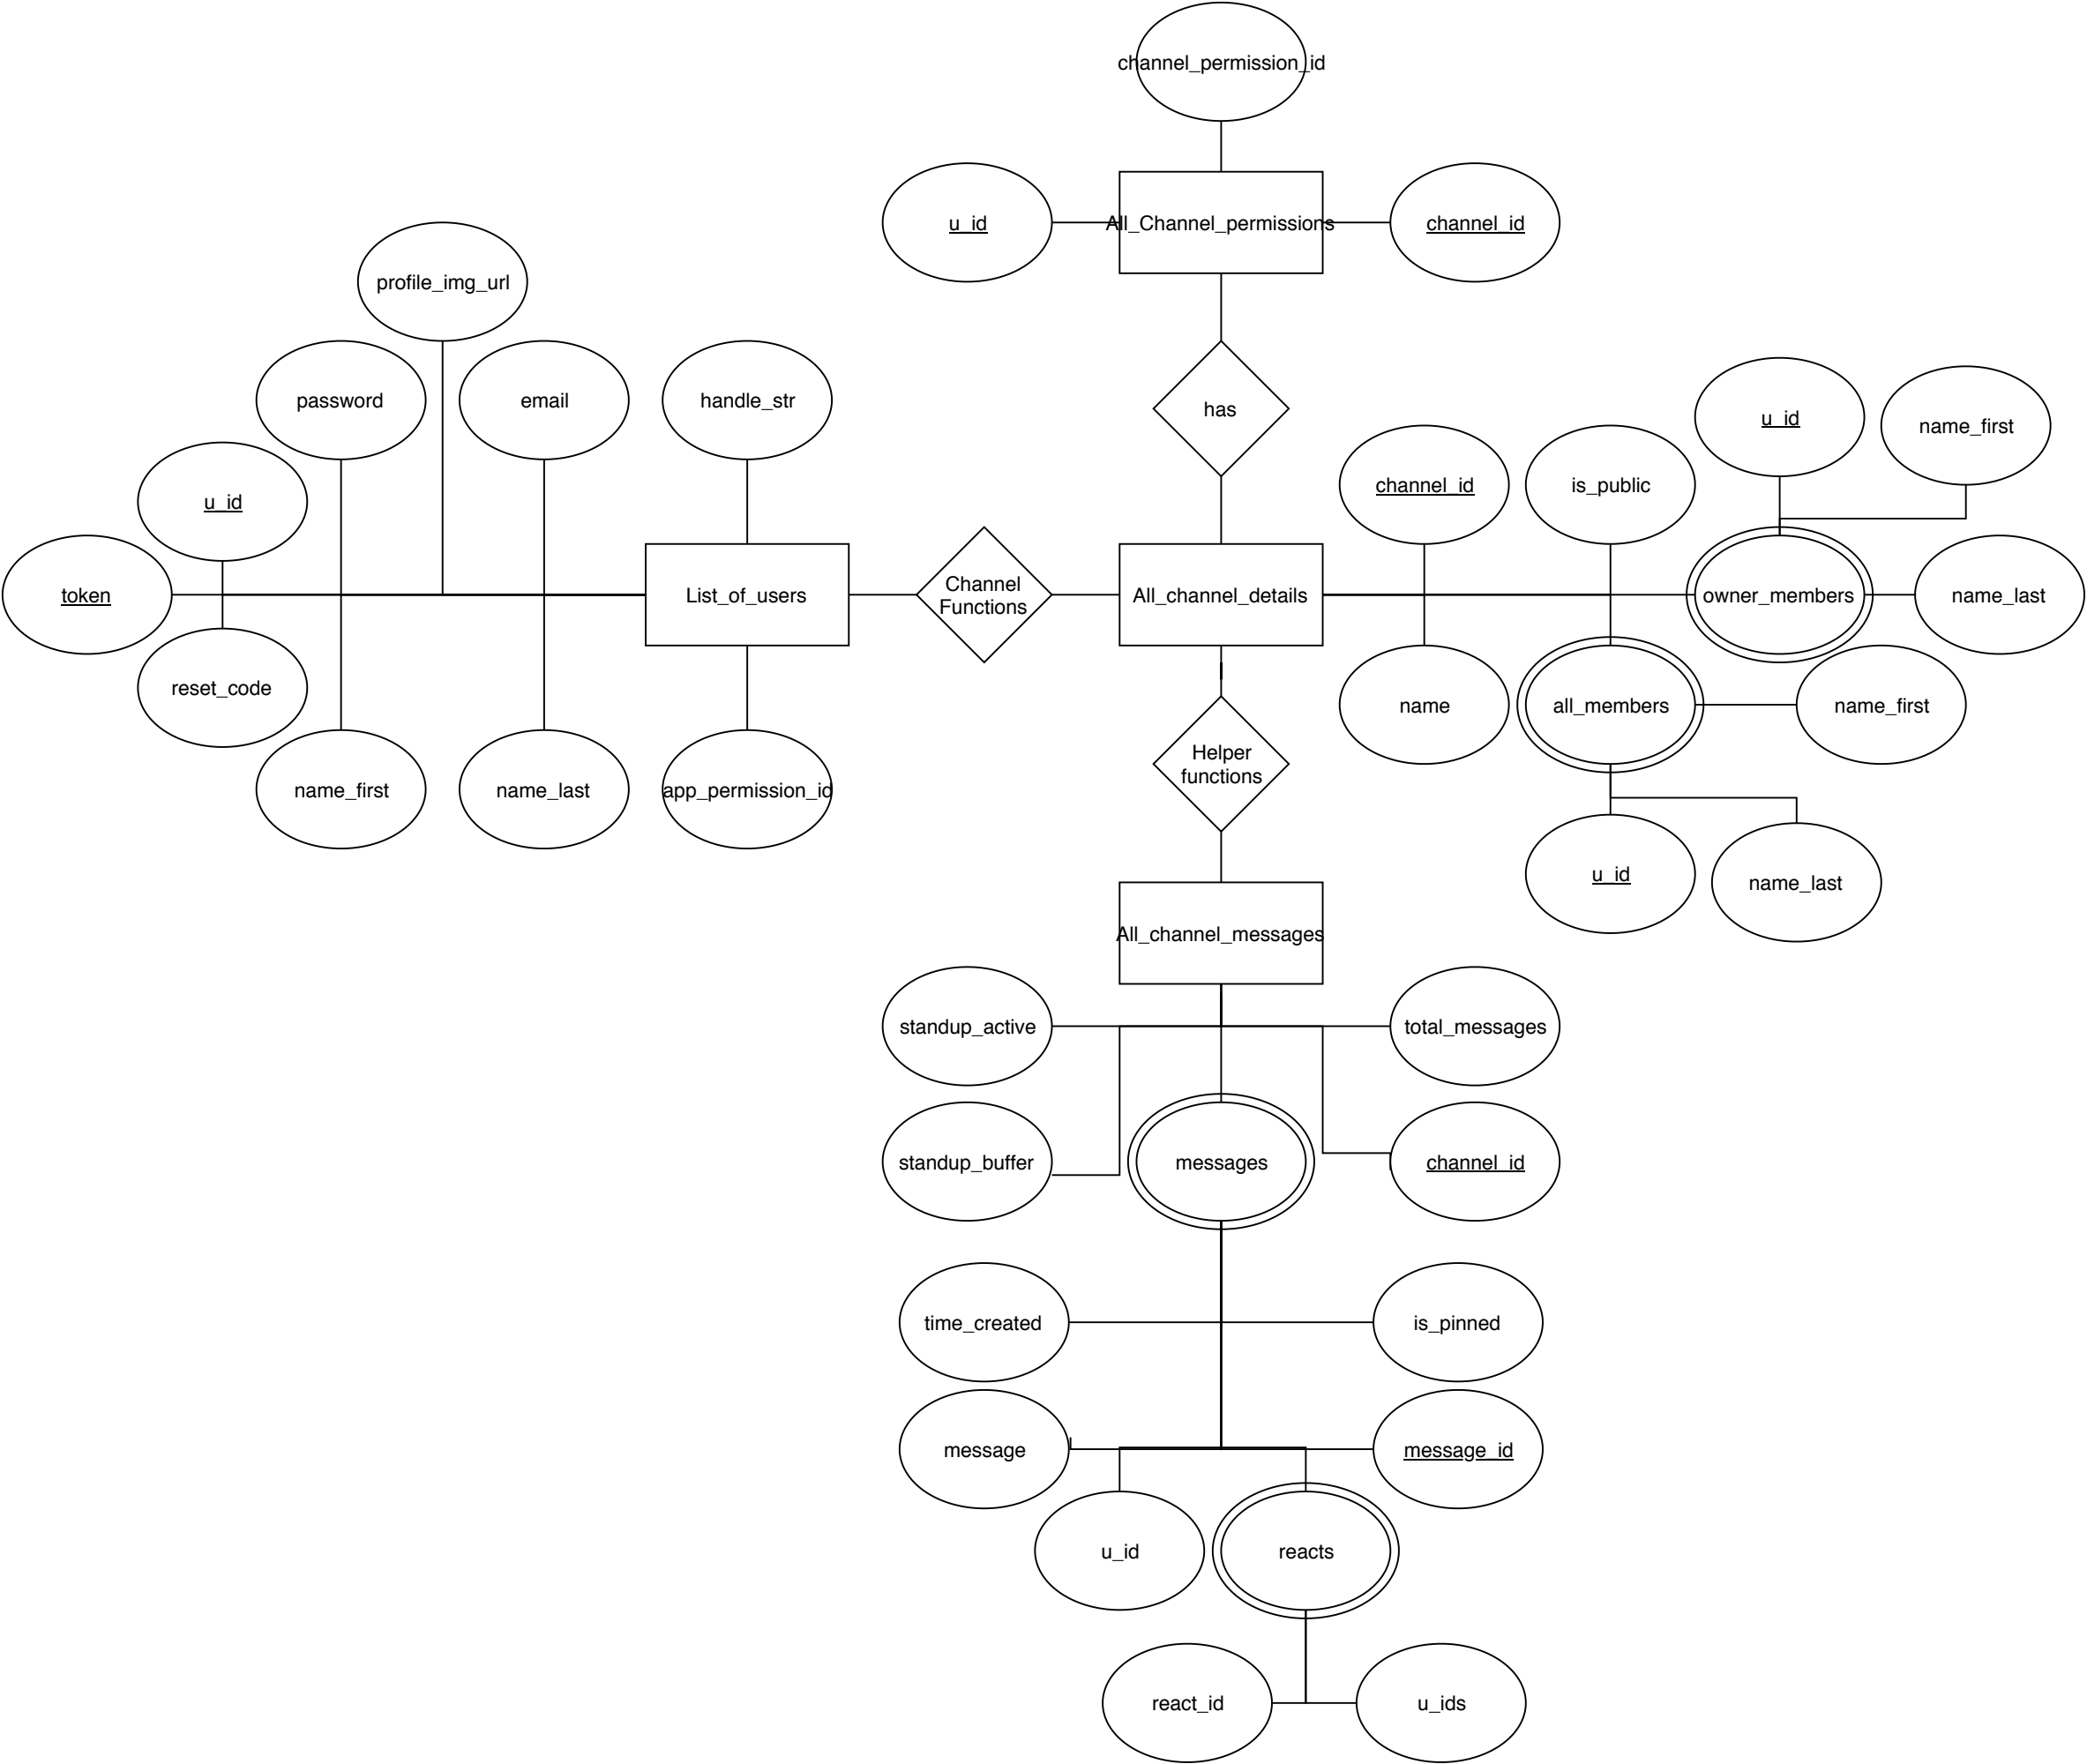 channel_permission_id
u_id
All_Channel_permissions
channel_id
profile_img_url
password
email
handle_str
has
u_id
name_first
u_id
channel_id
is_public
token
List_of_users
Channel
Functions
All_channel_details
owner_members
name_last
reset_code
name
all_members
name_first
Helper
functions
name_first
name_last
app_permission_id
u_id
name_last
All_channel_messages
standup_active
total_messages
standup_buffer
messages
channel_id
time_created
is_pinned
message
message_id
u_id
reacts
react_id
u_ids